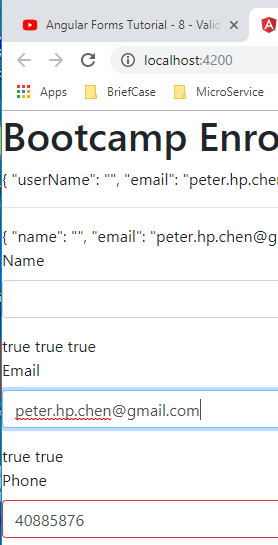 Angular Forms Tutorial - 8 - Valid
localhost:4200
Apps BriefCase MicroService
Bootcamp Enro
{ "userName": "", "email": "peter.hp.chen
{ "name": "", "email": "peter.hp.chen@g
Name
true true true
Email
peter.hp.chen@gmail.com
true true
Phone
40885876